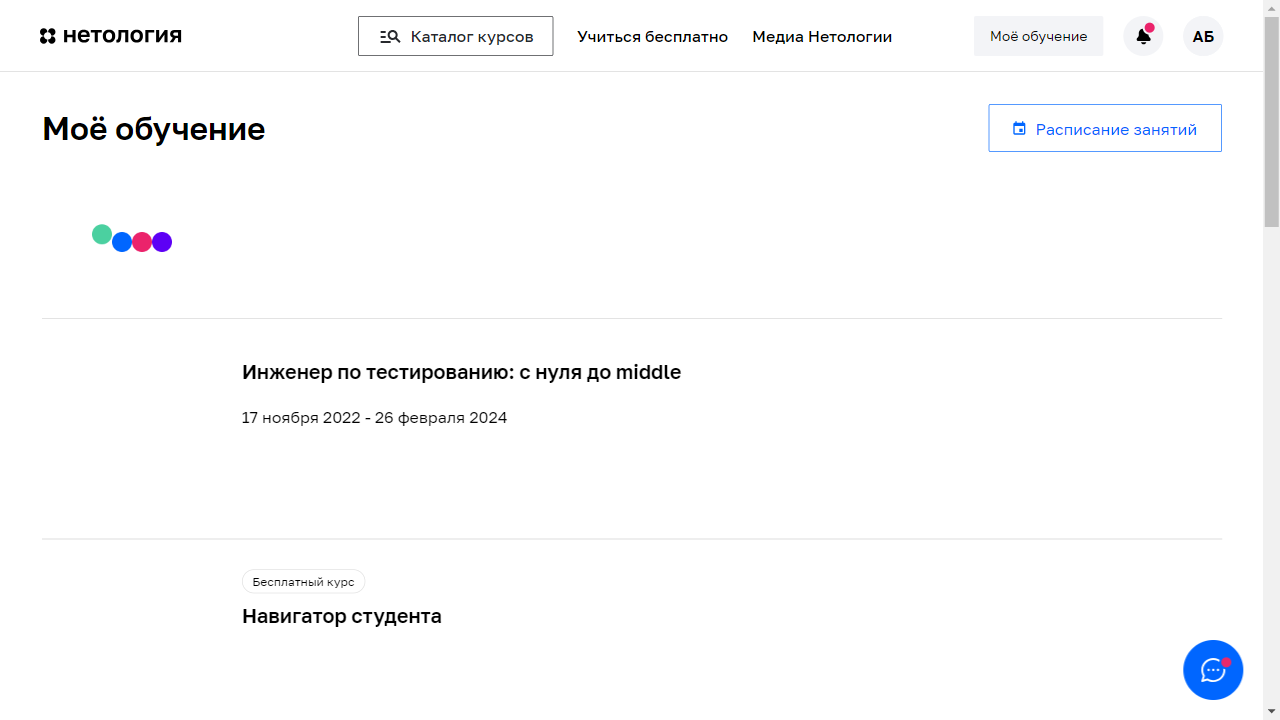 нетология
Каталог курсов
Учиться бесплатно
Медиа Нетологии
Моё обучение
АБ
Моё обучение
Расписание занятий
Инженер по тестированию: с нуля до middle
17 ноября 2022 - 26 февраля 2024
Бесплатный курс
Навигатор студента